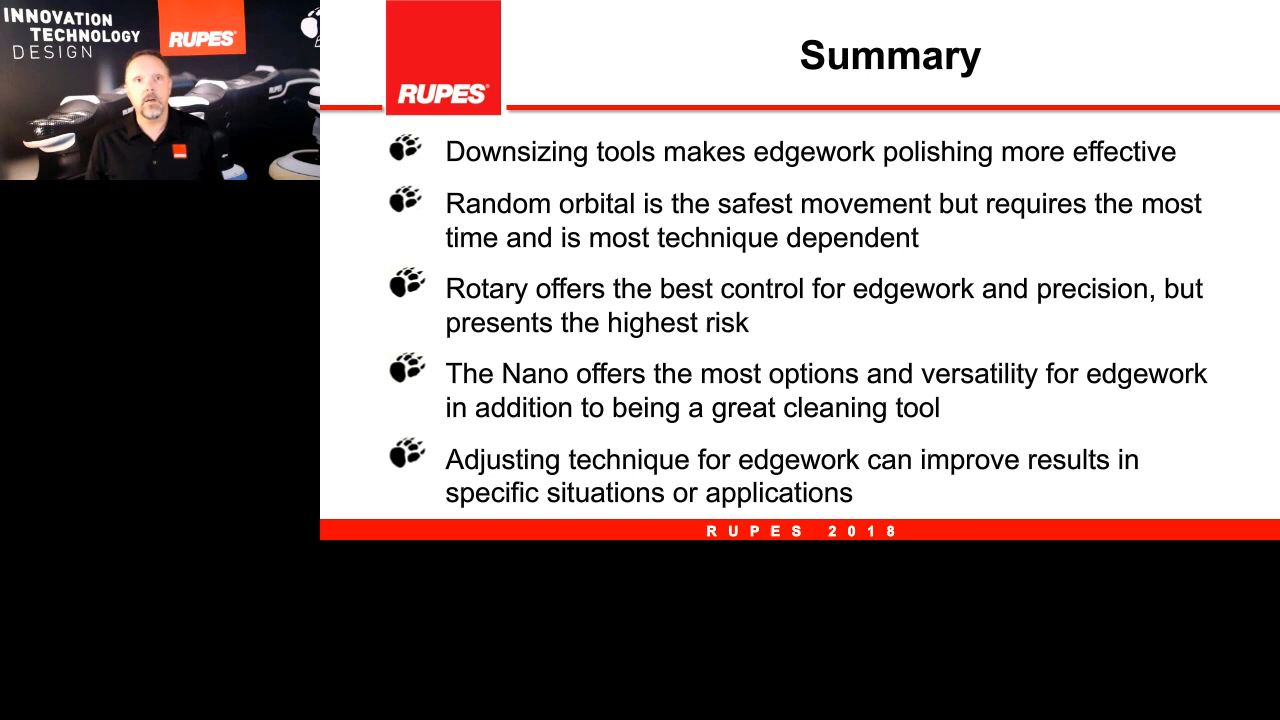 INNOVATION
TECHNOLOGY
DESIGN
RUPES
RUPES
Summary
Downsizing tools makes edgework polishing more effective
Random orbital is the safest movement but requires the most
time and is most technique dependent
Rotary offers the best control for edgework and precision, but
presents the highest risk
The Nano offers the most options and versatility for edgework
in addition to being a great cleaning tool
Adjusting technique for edgework can improve results in
specific situations or applications
RUPES 2018